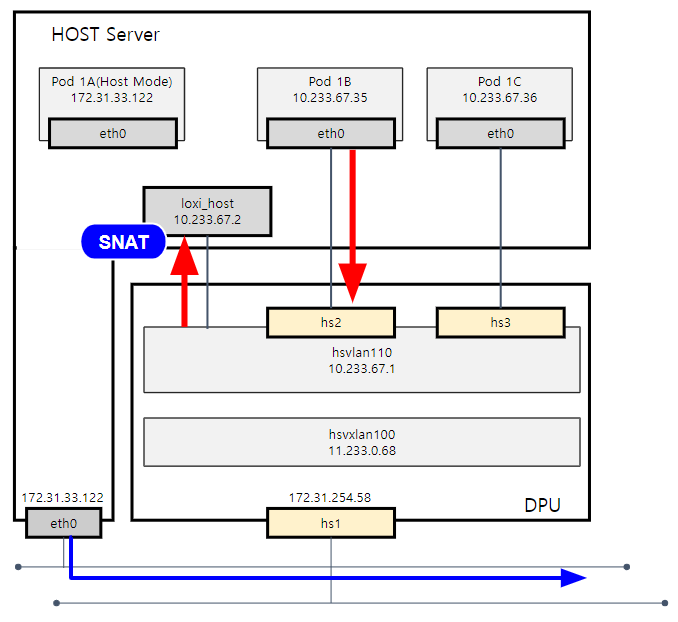 HOST Server
Pod 1A(Host Mode)
172.31.33.122
eth0
Pod 1B
10.233.67.35
eth0
Pod 1C
10.233.67.36
eth0
loxi_host
10.233.67.2
SNAT
hs2
hs3
hsvlan110
10.233.67.1
hsvxlan100
11.233.0.68
172.31.33.122
eth0
172.31.254.58
hs1
DPU